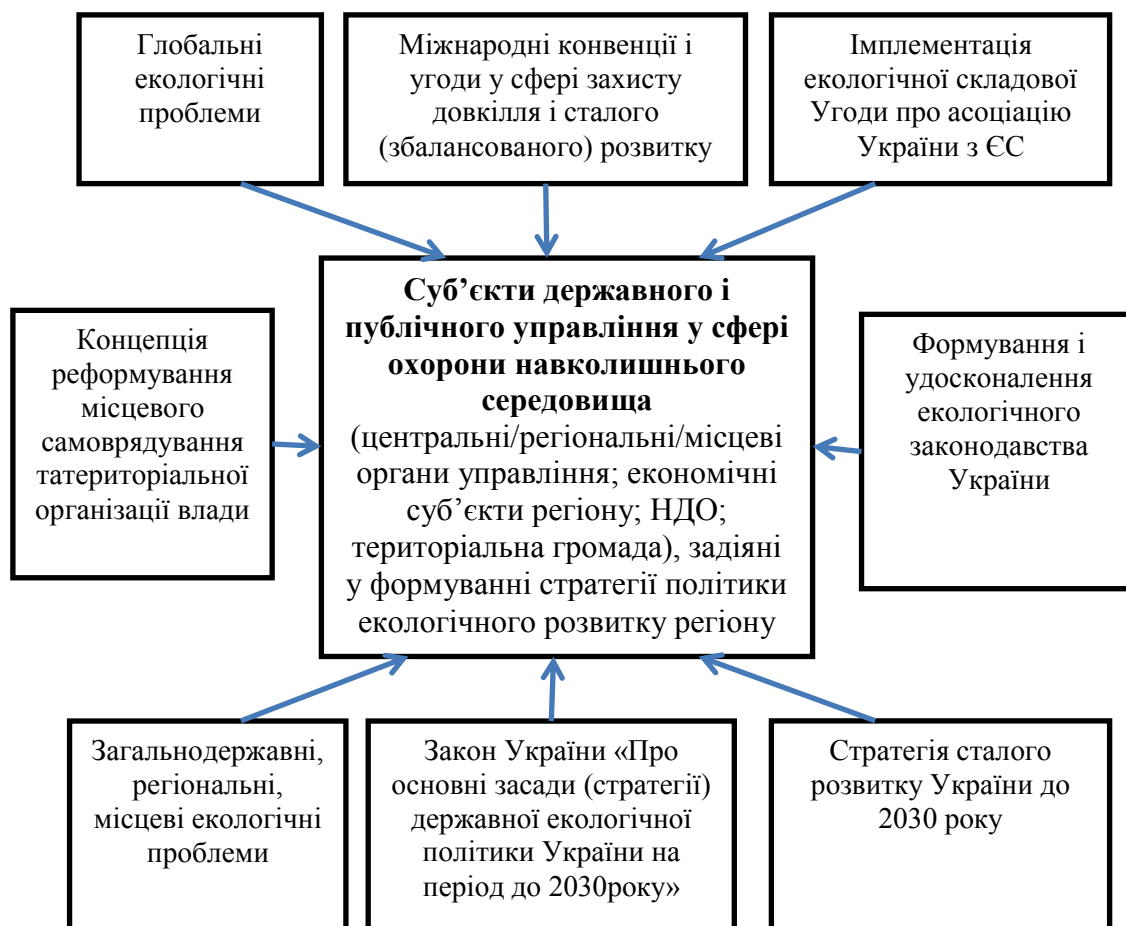 Глобальні
екологічні
проблеми
Міжнародні конвенції і
угоди у сфері захисту
довкілля і сталого
(збалансованого) розвитку
Імплементація
екологічної складової
Угоди про асоціацію
України з ЄС
Концепція
реформування
місцевого
самоврядування
татериторіальної
організації влади
Суб’єкти державного і
публічного управління у сфері
охорони навколишнього
середовища
(центральні/регіональні/місцеві
органи управління; економічні
суб’єкти регіону; НДО;
територіальна громада), задіяні
у формуванні стратегії політики
екологічного розвитку регіону
Формування і
удосконалення
екологічного
законодавства
України
Загальнодержавні,
регіональні,
місцеві екологічні
проблеми
Закон України «Про
основні засади (стратегії)
державної екологічної
політики України на
період до 2030року»
Стратегія сталого
розвитку України до
2030 року